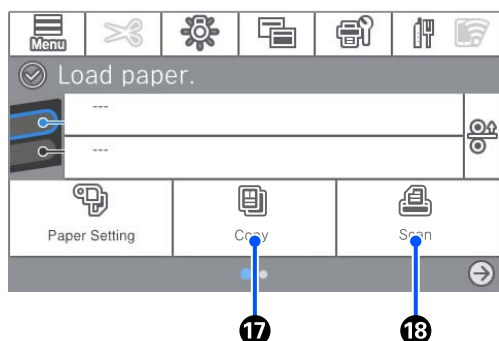 Menu
Load paper.
---
---
Paper Setting
Copy
Scan
17
18